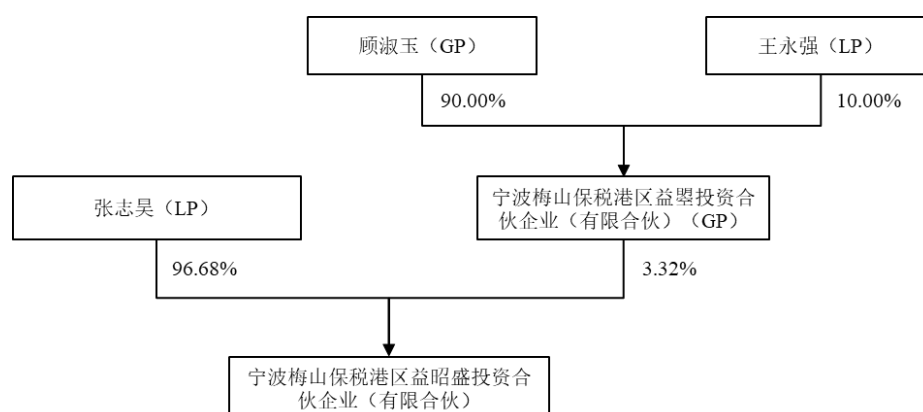 顾淑玉（GP）
王永强（LP）
90.00%
10.00%
张志昊（LP）
宁波梅山保税港区益曌投资合
伙企业（有限合伙）（GP）
96.68%
3.32%
宁波梅山保税港区益昭盛投资合
伙企业（有限合伙）